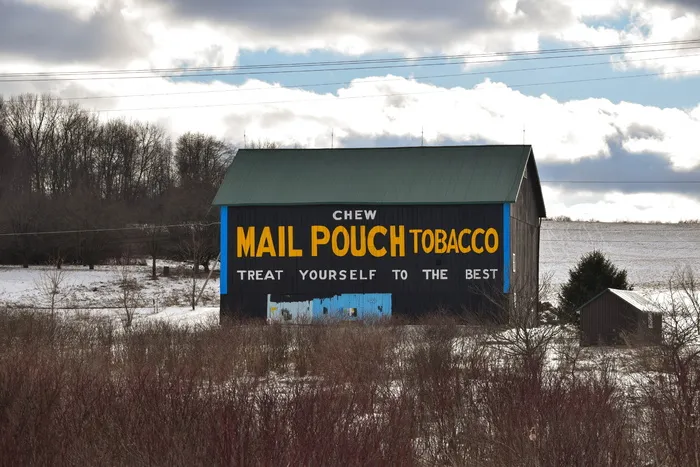 CHEW
MAIL POUCH TOBACCO
TREAT YOURSELF TO THE BEST